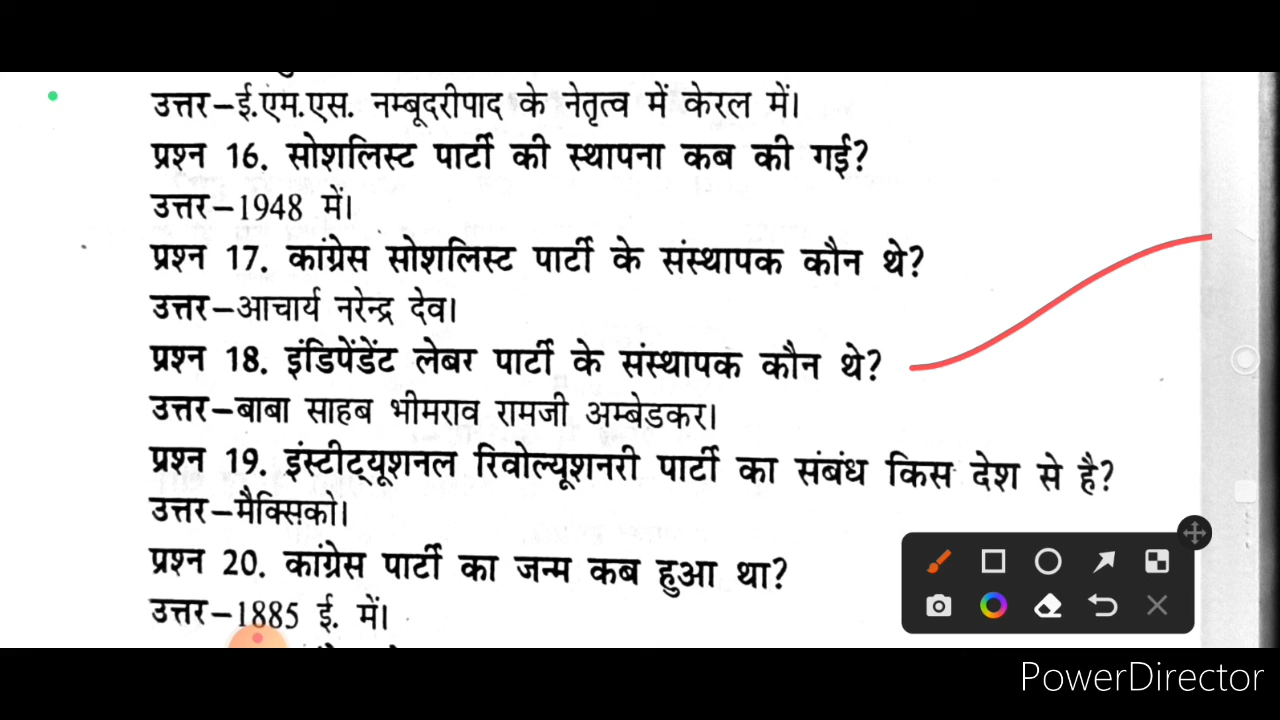 उत्तर–ई.एम.एस. नम्बूदरीपाद के नेतृत्व में केरल में।
प्रश्न 16. सोशलिस्ट पार्टी की स्थापना कब की गई?
उत्तर–1948 में।
प्रश्न 17. कांग्रेस सोशलिस्ट पार्टी के संस्थापक कौन थे?
उत्तर–आचार्य नरेन्द्र देव।
प्रश्न 18. इंडिपेंडेंट लेबर पार्टी के संस्थापक कौन थे?
उत्तर–बाबा साहब भीमराव रामजी अम्बेडकर।
प्रश्न 19. इंस्टीट्यूशनल रिवोल्यूशनरी पार्टी का संबंध किस देश से है?
उत्तर–मैक्सिको।
प्रश्न 20. कांग्रेस पार्टी का जन्म कब हुआ था?
उत्तर–1885 ई. में।
PowerDirector